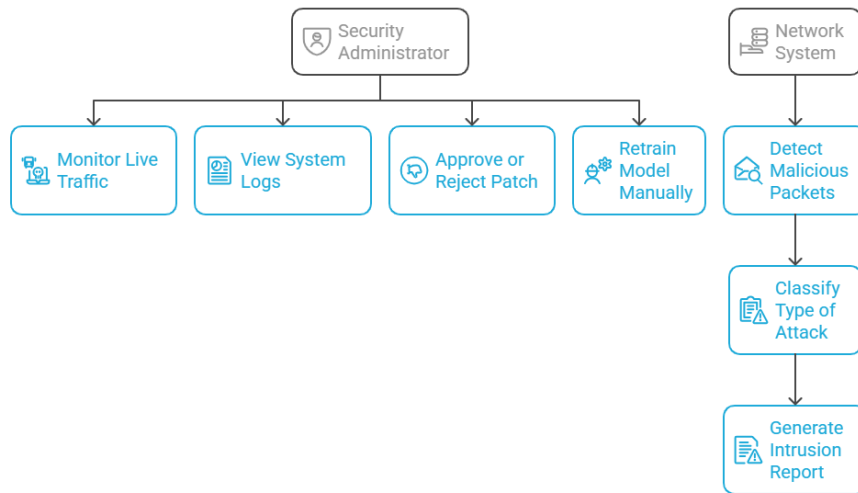 Security
Administrator
Network
System
Monitor Live
Traffic
View System
Logs
Approve or
Reject Patch
Retrain
Model
Manually
Detect
Malicious
Packets
Classify
Type of
Attack
Generate
Intrusion
Report